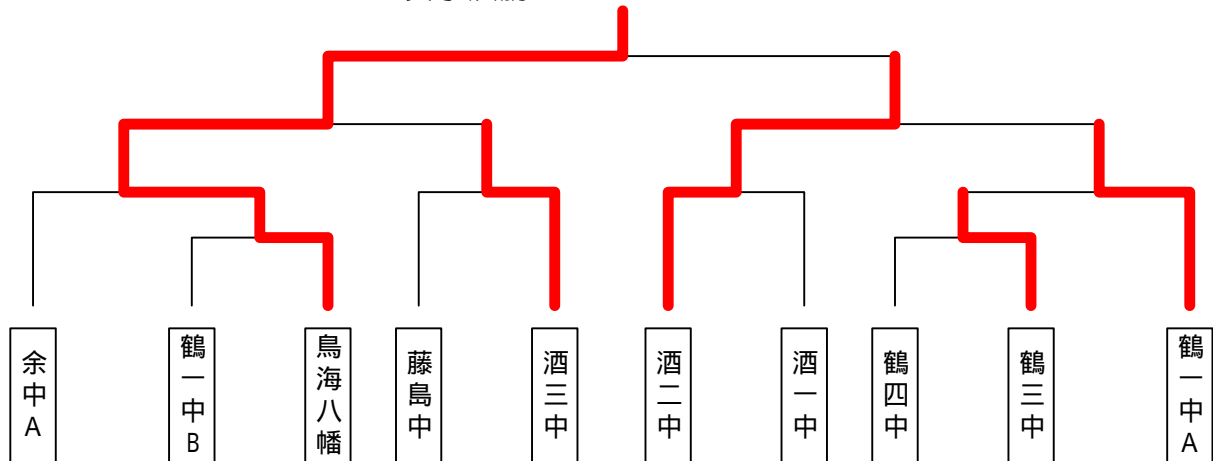 余中A
鶴一中B
鳥海八幡
藤島中
酒三中
酒二中
酒一中
鶴四中
鶴三中
鶴一中A